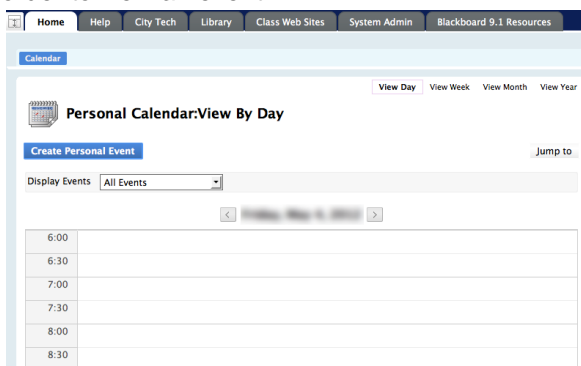 Home Help City Tech Library Class Web Sites System Admin Blackboard 9.1 Resources
Calendar
View Day View Week View Month View Year
Personal Calendar:View By Day
Create Personal Event Jump to
Display Events All Events
6:00
6:30
7:00
7:30
8:00
8:30